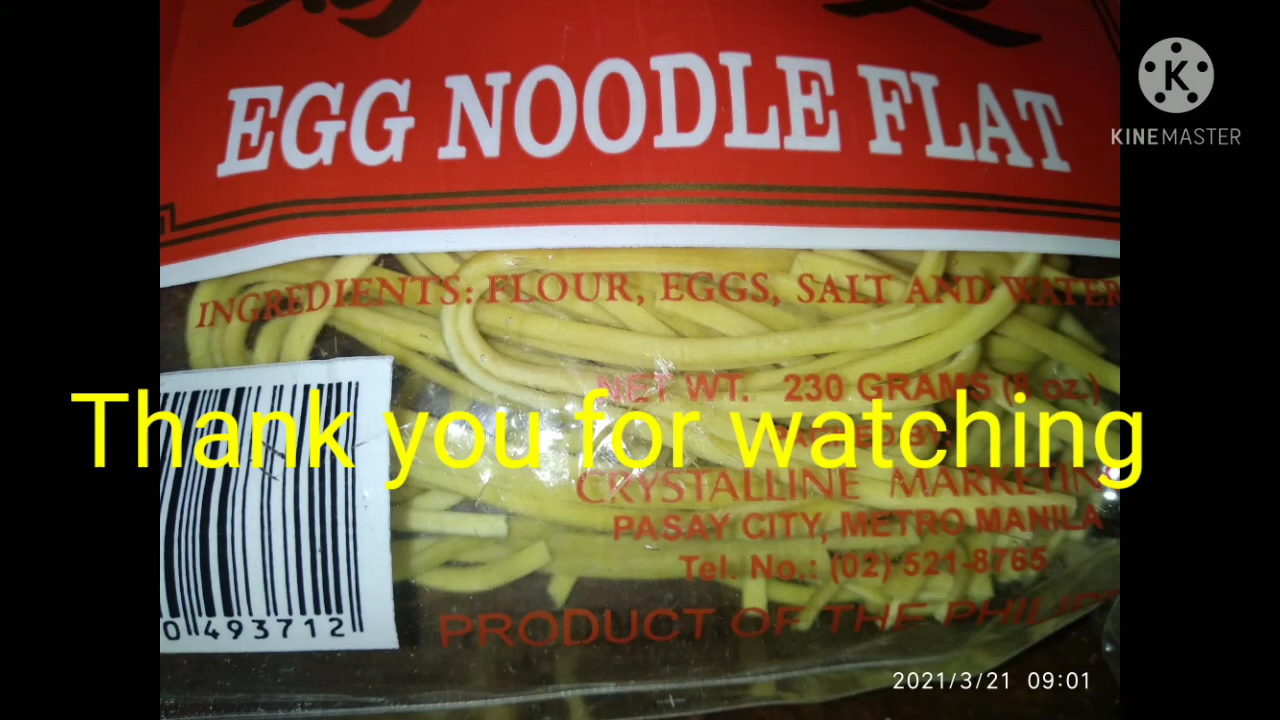 EGG NOODLE FLAT
KINEMASTER
INGREDIENTS: FLOUR, EGGS, SALT AND WATER
NET WT. 230 GRAMS (8 oz.)
Thank you for watching
CRYSTALLINE MARKETIN
PASAY CITY, METRO MANILA
Tel. No.: (02) 521-8765
0 493712
PRODUCT OF THE PHILIPP
2021/3/21 09:01